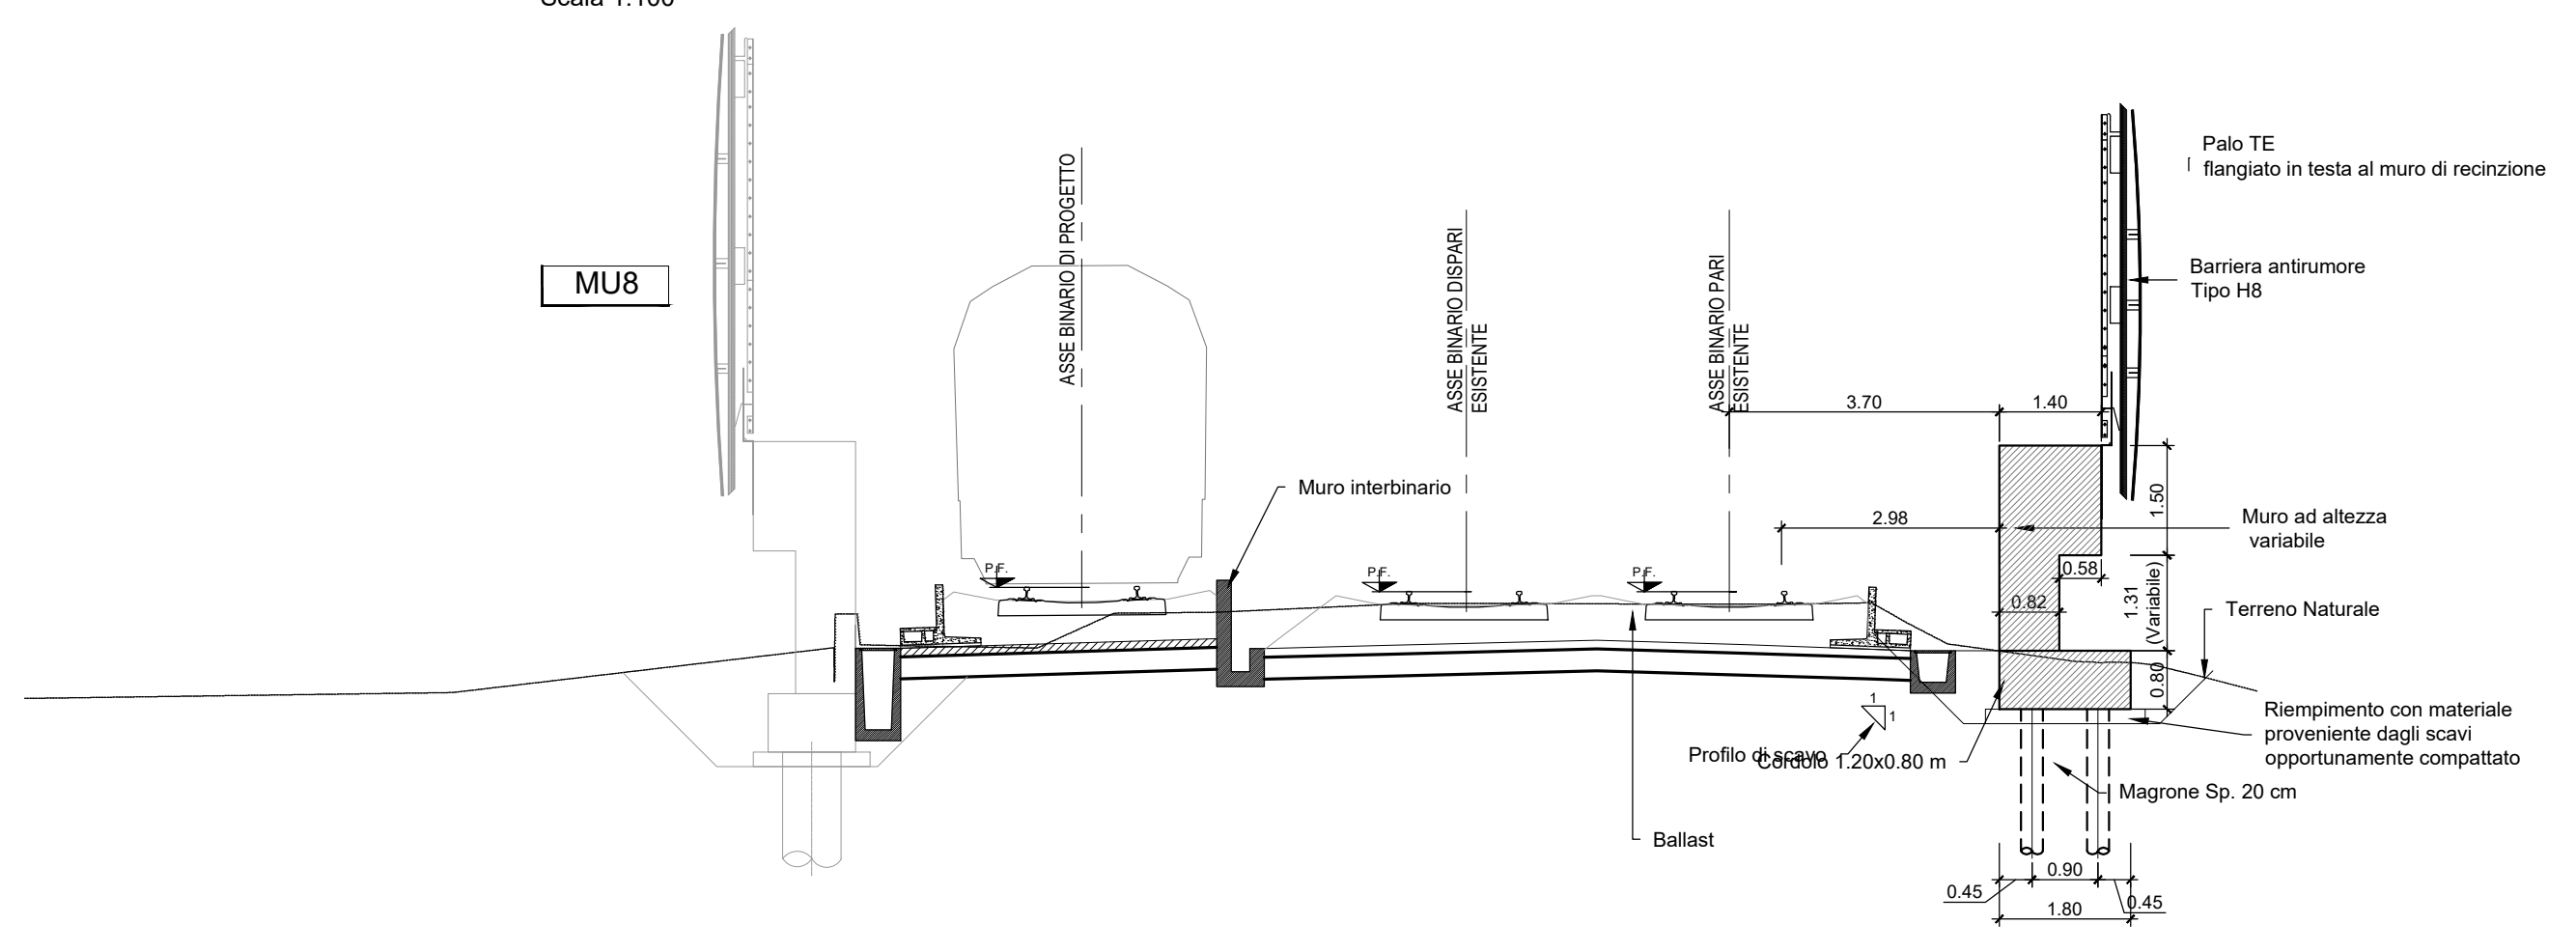 Scala 1:100
Palo TE
flangiato in testa al muro di recinzione
MU8
Barriera antirumore
Tipo H8
ASSE BINARIO DI PROGETTO
ASSE BINARIO DISPARI
ESISTENTE
ASSE BINARIO PARI
ESISTENTE
3.70
1.40
Muro interbinario
2.98
1.50
Muro ad altezza
variabile
P.F.
P.F.
P.F.
0.58
0.82
1.31
(Variabile)
Terreno Naturale
0.80
1
1
Riempimento con materiale
proveniente dagli scavi
opportunamente compattato
Profilo di scavo
Cordolo 1.20x0.80 m
Magrone Sp. 20 cm
Ballast
0.90
0.45
0.45
1.80